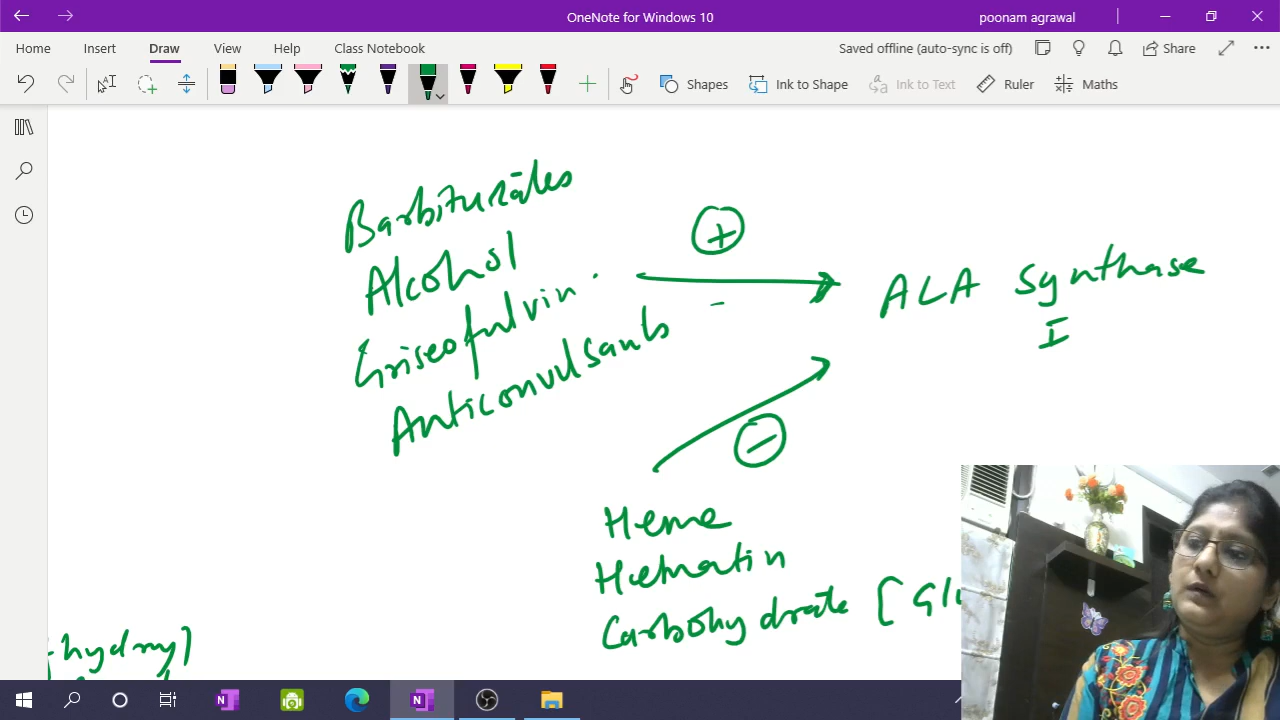 OneNote for Windows 10
poonam agrawal
Home Insert Draw View Help Class Notebook
Saved offline (auto-sync is off)
Share
Shapes
Ink to Shape
Ink to Text
Ruler
Maths
Barbiturates
Alcohol
Griseofulvin
Anticonvulsants
+
ALA Synthase
I
-
Heme
Hematin
Carbohydrate [Glu
hydry]